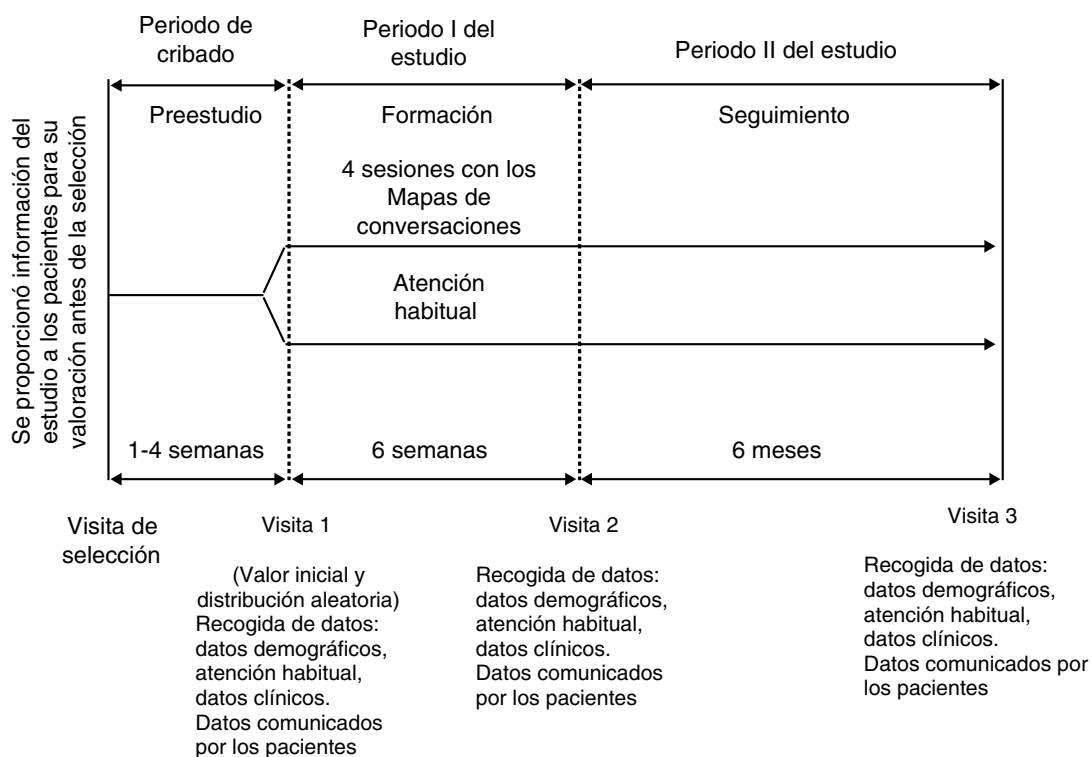 Periodo de
cribado
Periodo I del
estudio
Periodo II del estudio
Se proporcionó información del
estudio a los pacientes para su
valoración antes de la selección
Preestudio
Formación
Seguimiento
4 sesiones con los
Mapas de
conversaciones
Atención
habitual
1-4 semanas
6 semanas
6 meses
Visita de
selección
Visita 1
(Valor inicial y
distribución aleatoria)
Recogida de datos:
datos demográficos,
atención habitual,
datos clínicos.
Datos comunicados
por los pacientes
Visita 2
Recogida de datos:
datos demográficos,
atención habitual,
datos clínicos.
Datos comunicados
por los pacientes
Visita 3
Recogida de datos:
datos demográficos,
atención habitual,
datos clínicos.
Datos comunicados por
los pacientes